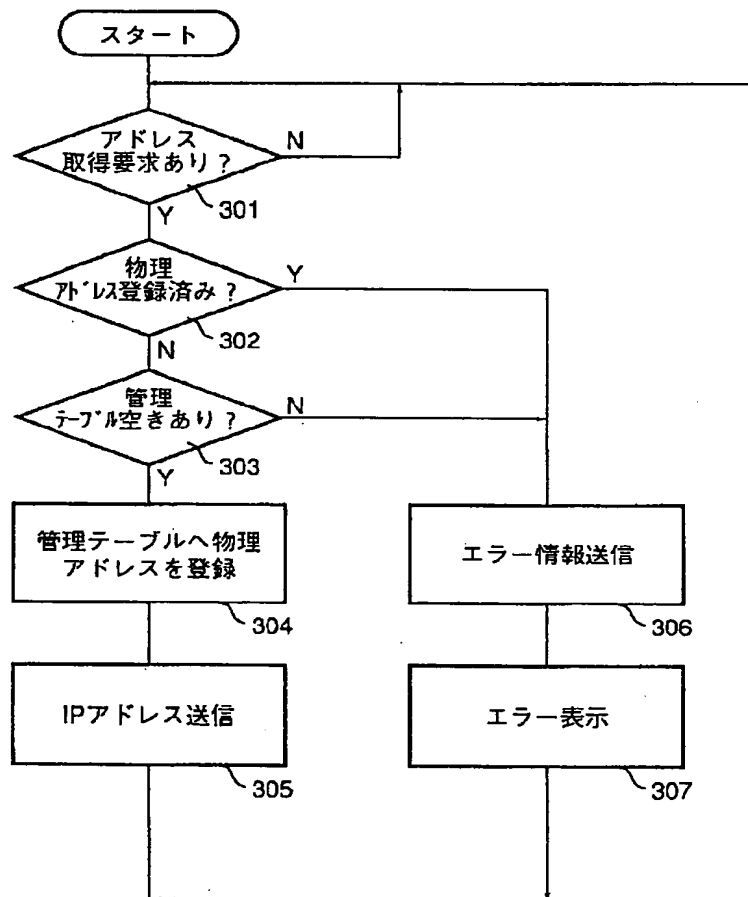 スタート
アドレス
取得要求あり？
N
301
Y
物理
ｱﾄﾞﾚｽ登録済み？
Y
302
N
管理
ﾃｰﾌﾞﾙ空きあり？
N
303
Y
管理テーブルへ物理
アドレスを登録
304
エラー情報送信
306
IPアドレス送信
305
エラー表示
307